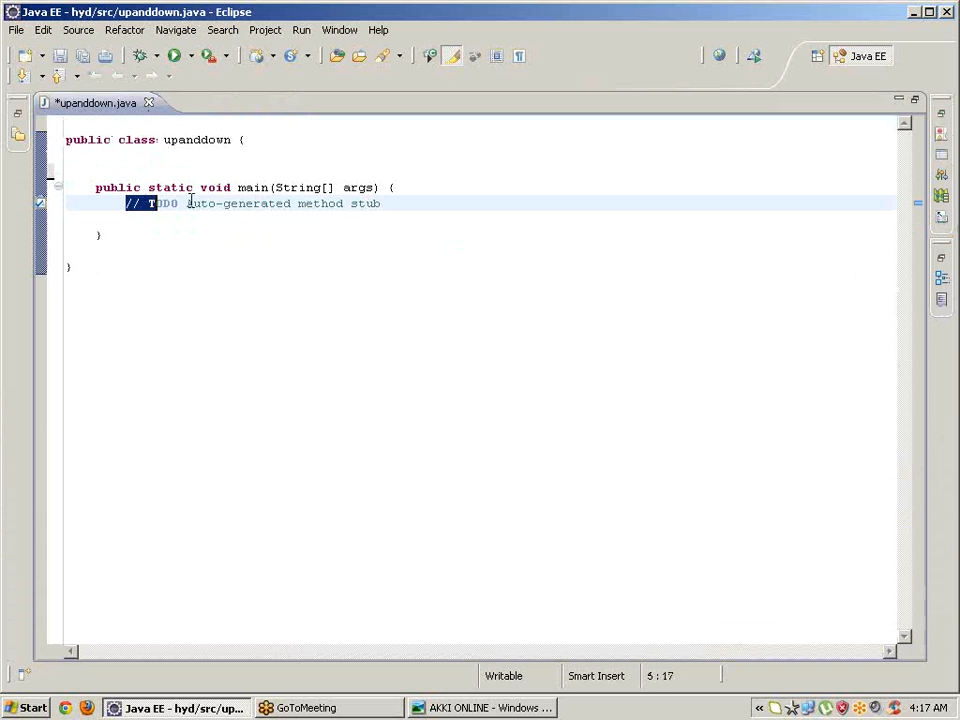 Java EE - hyd/src/upanddown.java - Eclipse
File Edit Source Refactor Navigate Search Project Run Window Help
Java EE
*upanddown.java
public class upanddown {
public static void main(String[] args) {
// TODO Auto-generated method stub
}
}
Writable Smart Insert 5 : 17
Start Java EE - hyd/src/up... GoToMeeting AKKI ONLINE - Windows ... « 4:17 AM